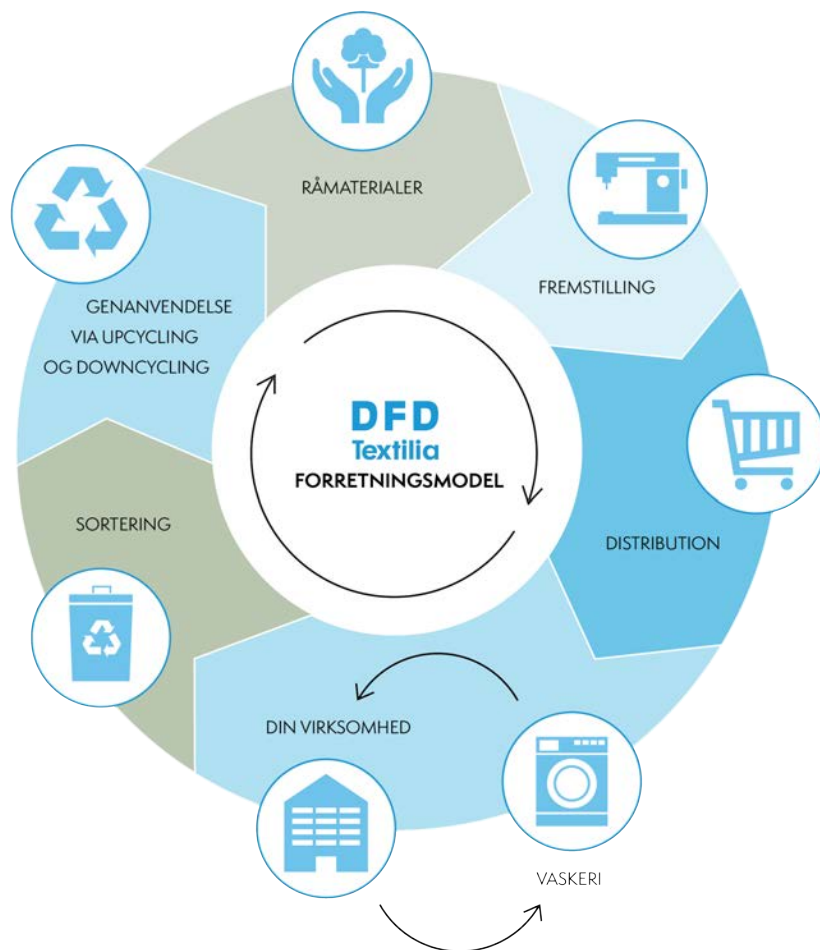 RÅMATERIALER
FREMSTILLING
GENANVENDELSE
VIA UPCYCLING
OG DOWNCYCLING
DFD
Textilia
FORRETNINGSMODEL
SORTERING
DISTRIBUTION
DIN VIRKSOMHED
VASKERI